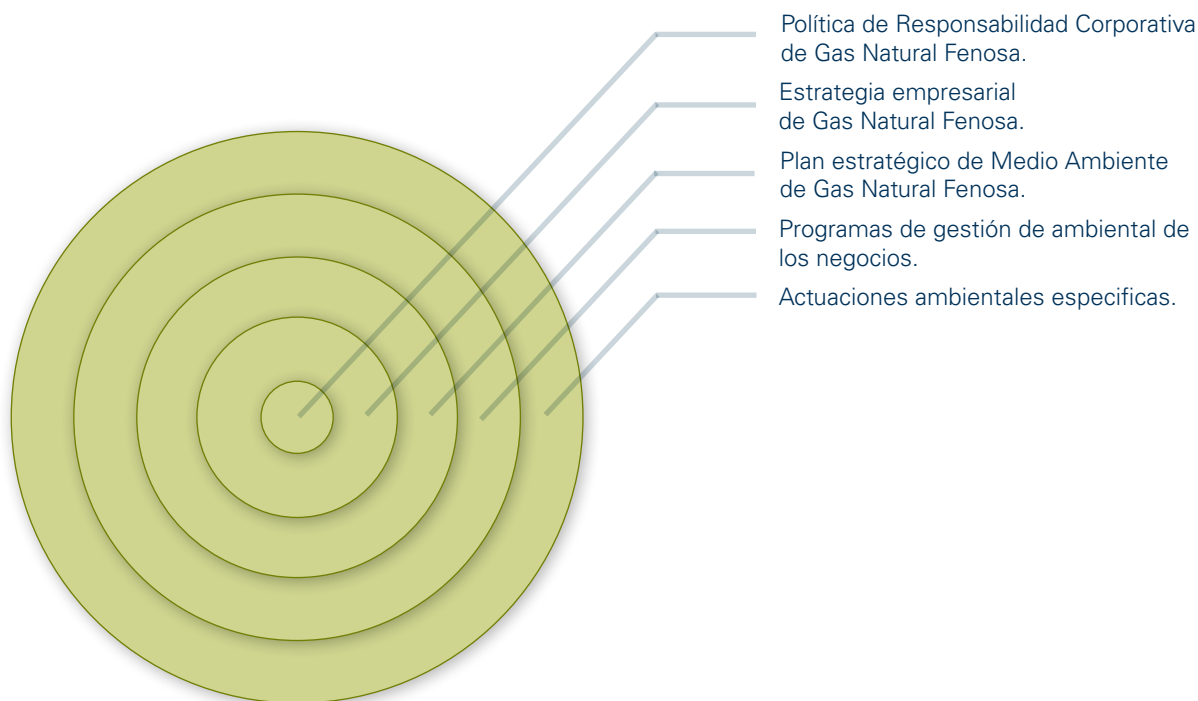 Política de Responsabilidad Corporativa
de Gas Natural Fenosa.
Estrategia empresarial
de Gas Natural Fenosa.
Plan estratégico de Medio Ambiente
de Gas Natural Fenosa.
Programas de gestión de ambiental de
los negocios.
Actuaciones ambientales especificas.